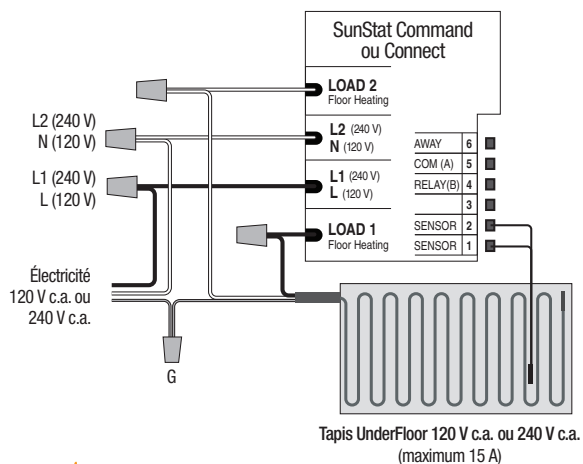 SunStat Command
ou Connect
LOAD 2
Floor Heating
L2 (240 V)
N (120 V)
L2 (240 V)
N (120 V)
L1 (240 V)
L (120 V)
L1 (240 V)
L (120 V)
LOAD 1
Floor Heating
AWAY 6
COM (A) 5
RELAY(B) 4
3
SENSOR 2
SENSOR 1
Électricité
120 V c.a. ou
240 V c.a.
G
Tapis UnderFloor 120 V c.a. ou 240 V c.a.
(maximum 15 A)